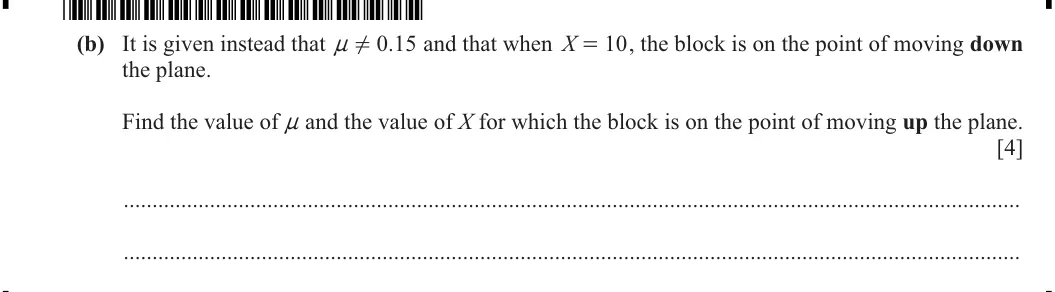 (b) It is given instead that μ ≠ 0.15 and that when X = 10, the block is on the point of moving down
the plane.
Find the value of μ and the value of X for which the block is on the point of moving up the plane.
[4]
................................................................................
................................................................................